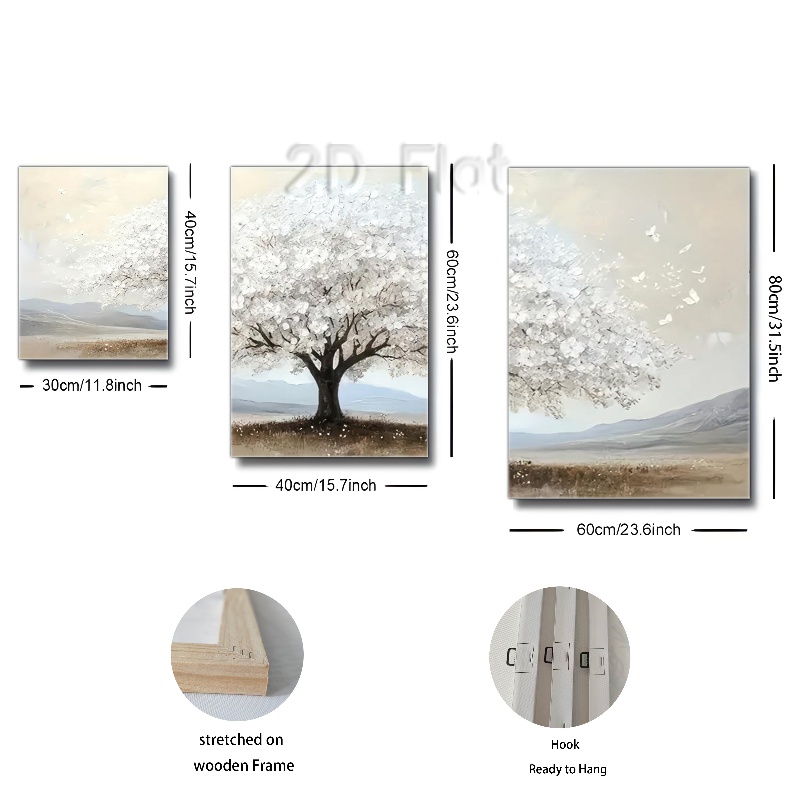 2D Flat
40cm/15.7inch
60cm/23.6inch
80cm/31.5inch
30cm/11.8inch
40cm/15.7inch
60cm/23.6inch
stretched on
wooden Frame
Hook
Ready to Hang